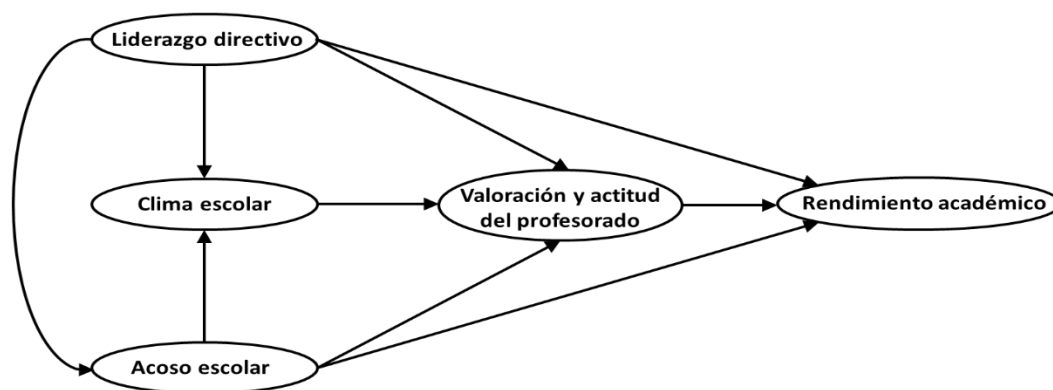 Liderazgo directivo
Clima escolar
Valoración y actitud
del profesorado
Rendimiento académico
Acoso escolar